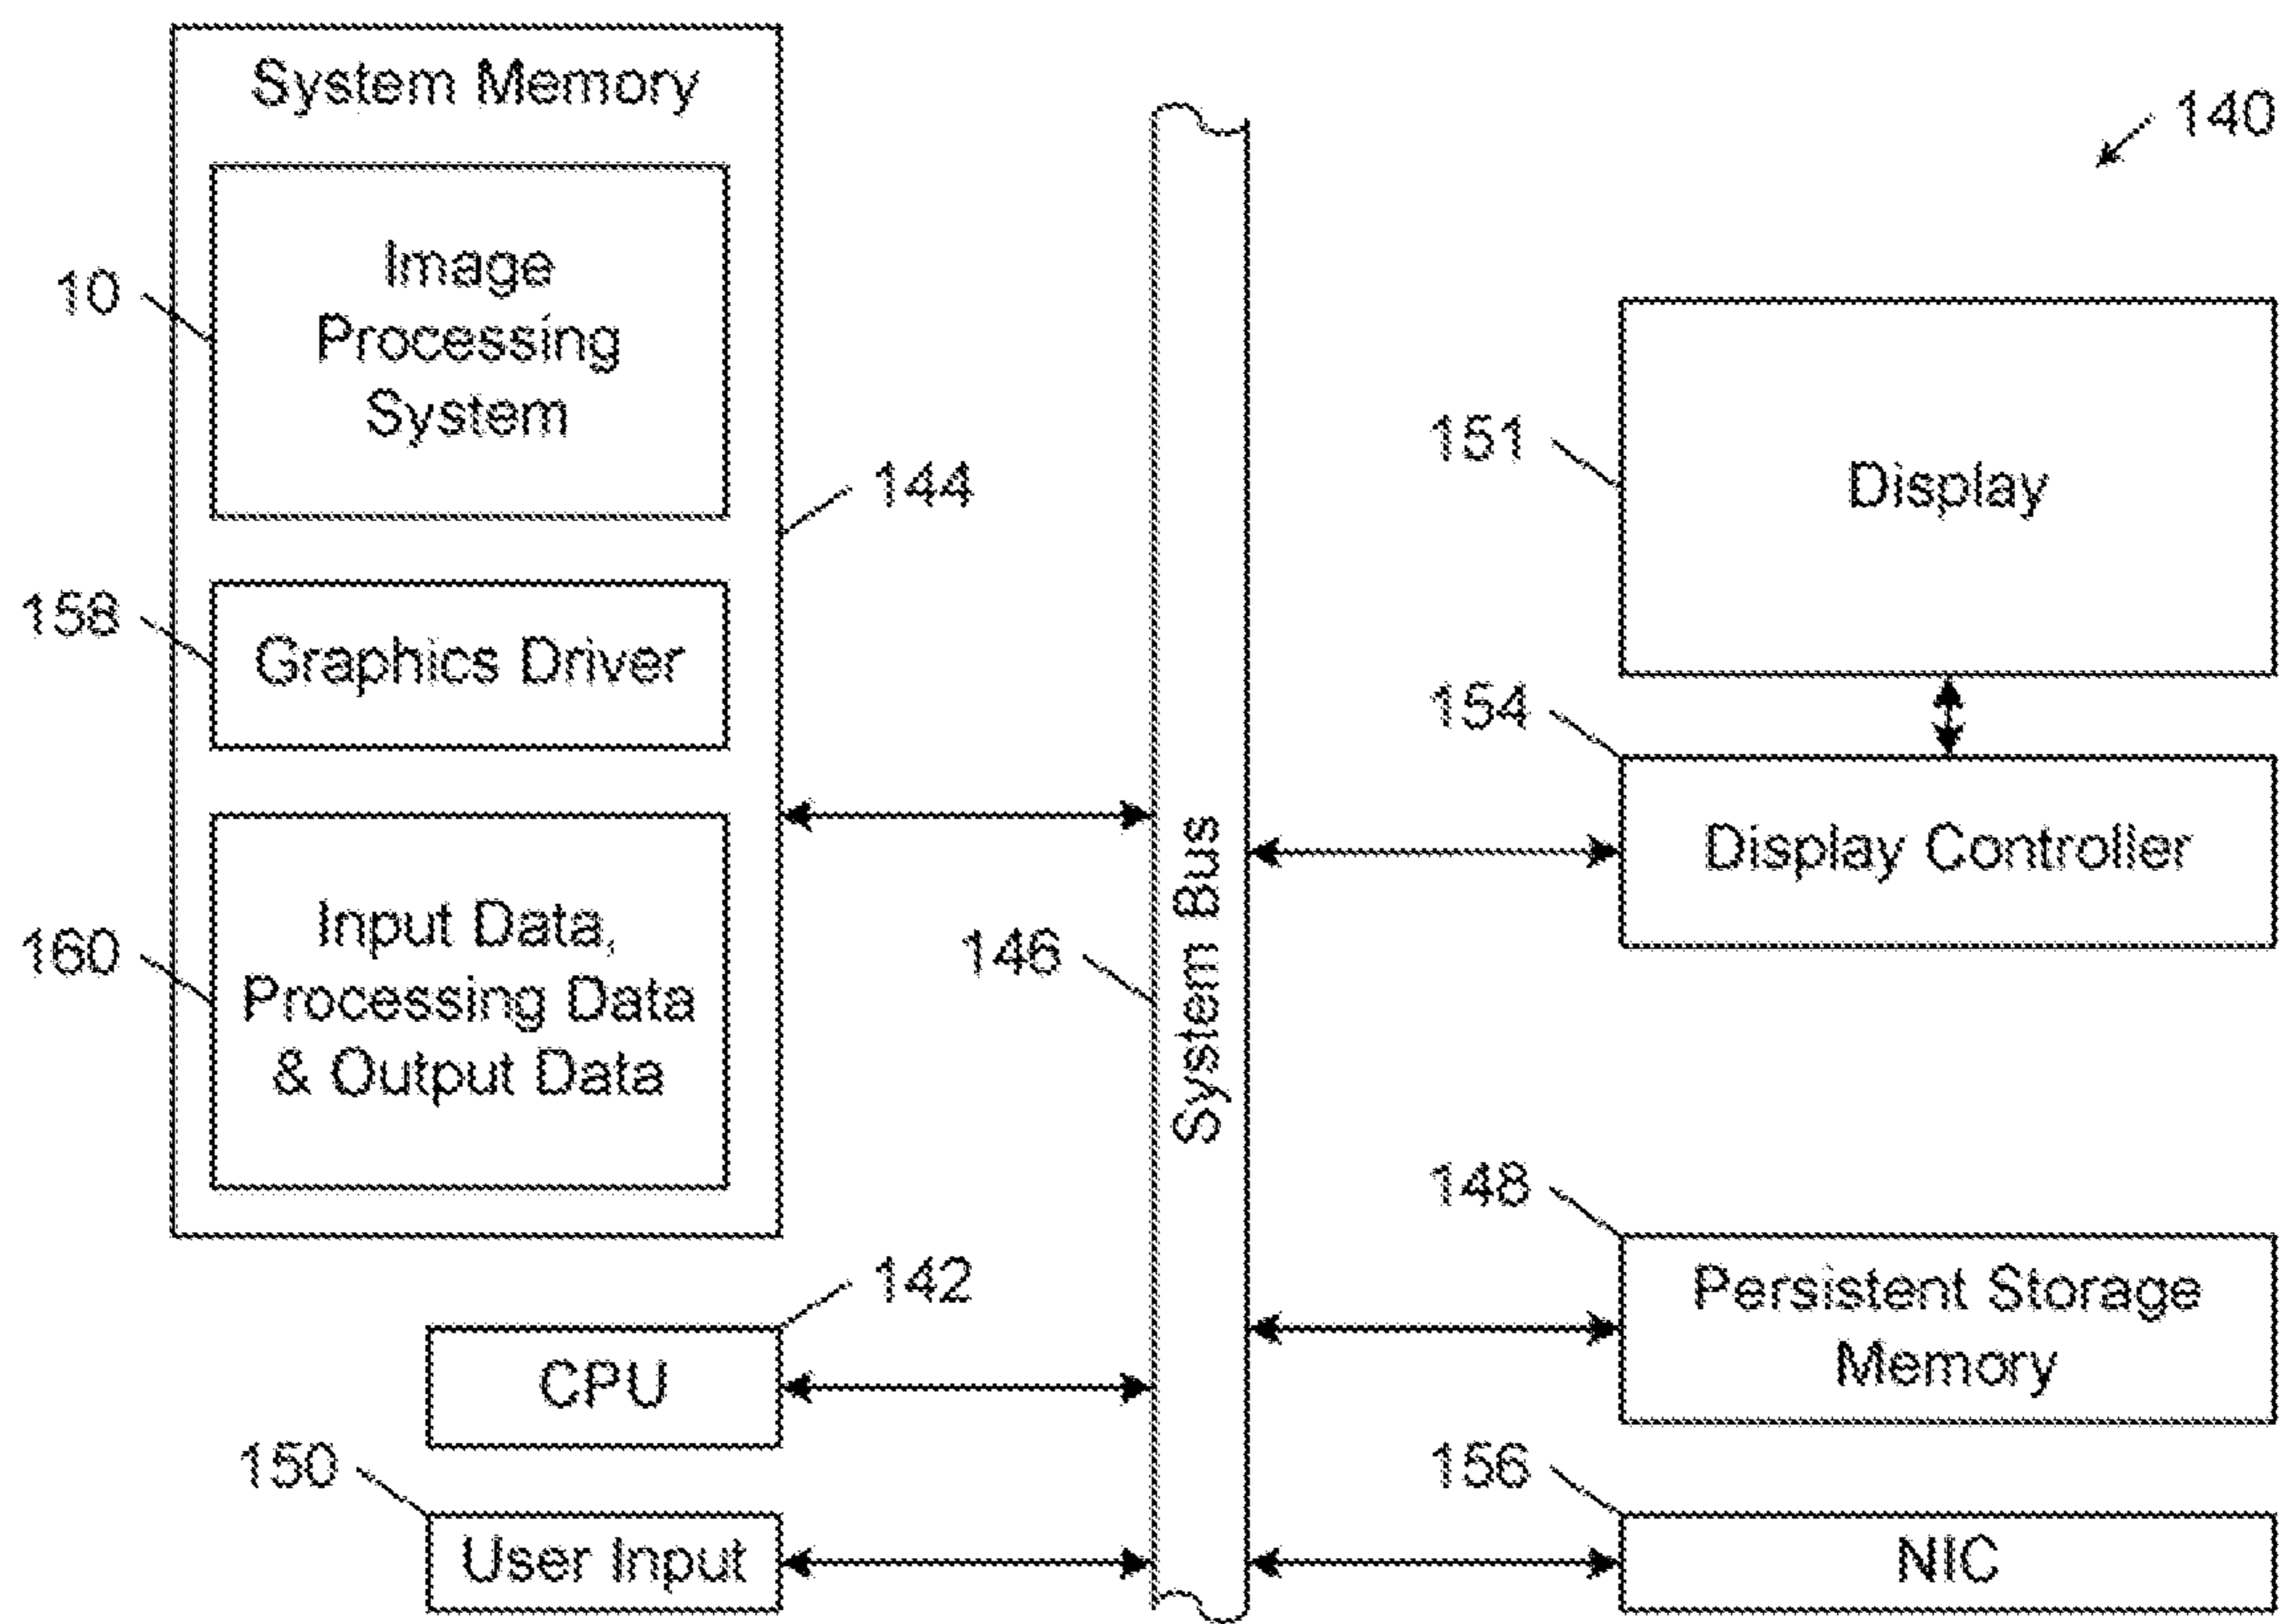 System Memory
140
Image
Processing
System
10
144
151
Display
158
Graphics Driver
154
Display Controller
160
Input Data,
Processing Data
& Output Data
146
System Bus
148
Persistent Storage
Memory
142
CPU
150
User Input
156
NIC